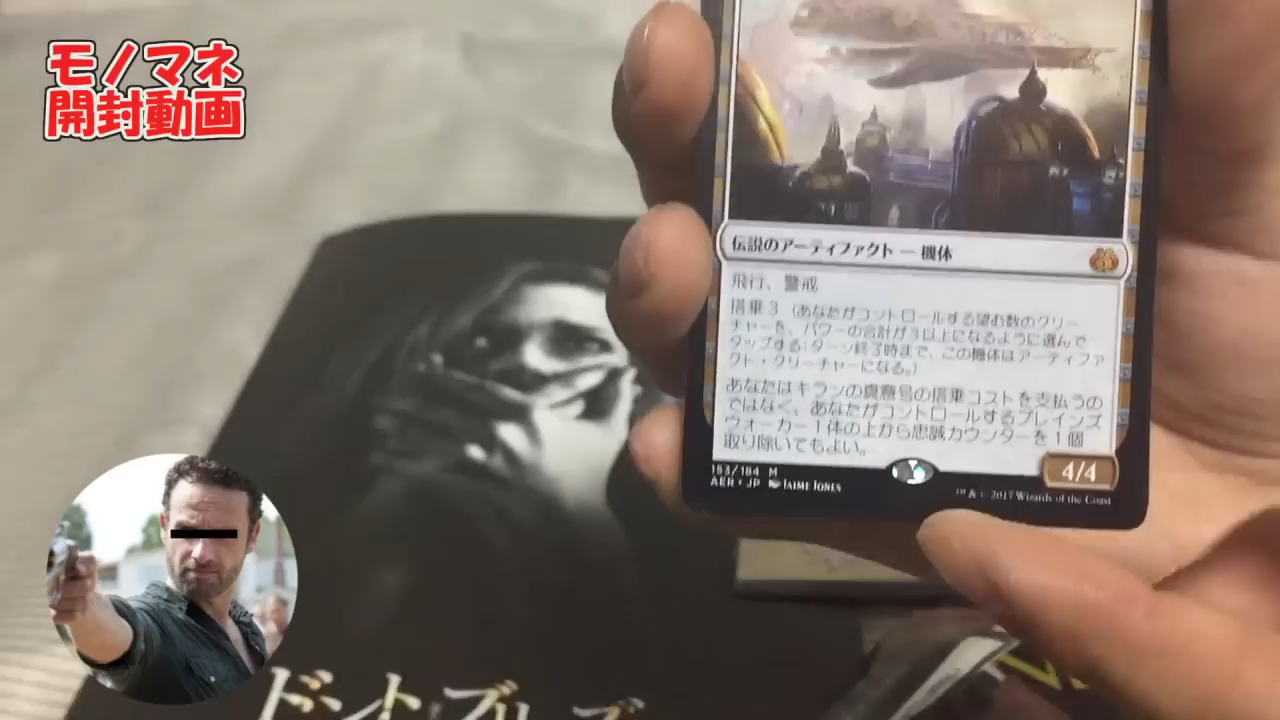 モノマネ
開封動画
伝説のアーティファクト — 機体
飛行、警戒
搭乗3（あなたがコントロールする望む数のクリー
チャーを、パワーの合計が3以上になるように選んで
タップする：ターン終了時まで、この機体はアーティファ
クト・クリーチャーになる。）
あなたはキランの真意号の搭乗コストを支払うの
ではなく、あなたがコントロールするプレインズ
ウォーカー1体の上から忠誠カウンターを1個
取り除いてもよい。
4/4
153/184 M
AER • JP JAIME JONES
™ & © 2017 Wizards of the Coast
ドント・ブリーズ